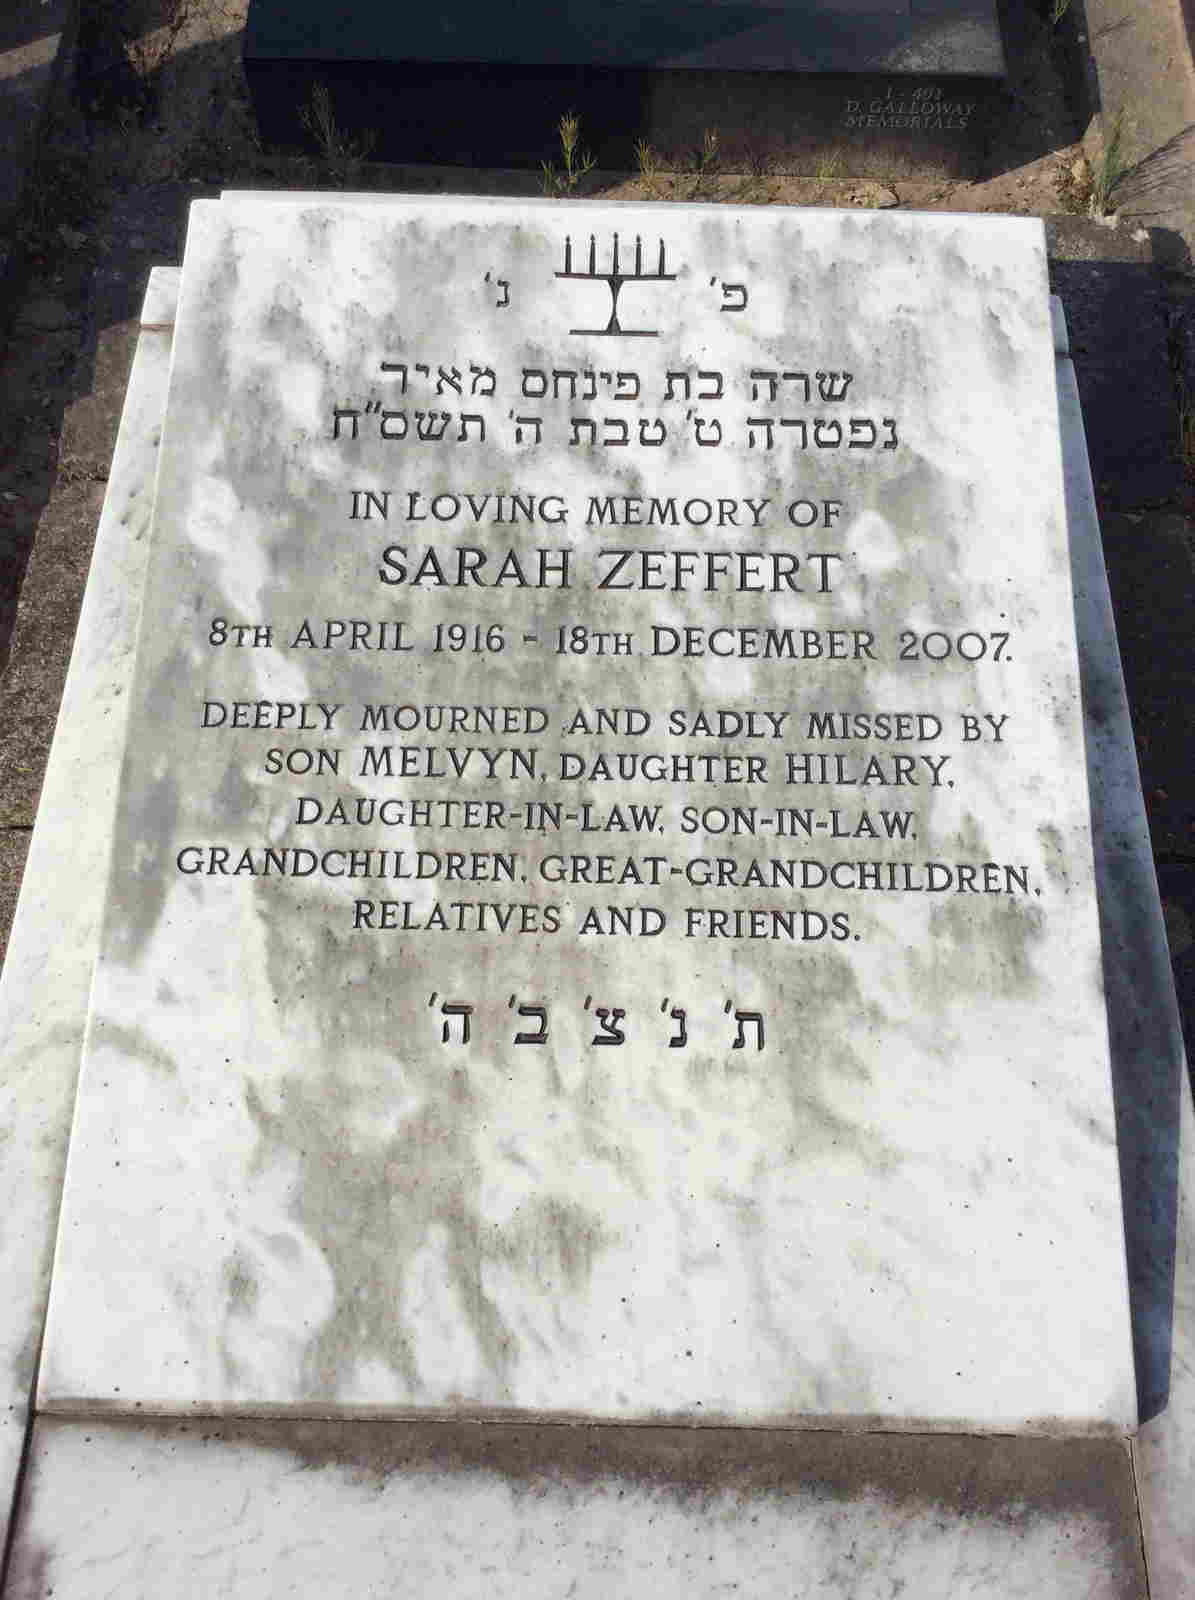 1 - 492
D. GALLOWAY
MEMORIALS
פ' נ'
שרה בת פינחס מאיר
נפטרה ט' טבת ה' תשס"ח
IN LOVING MEMORY OF
SARAH ZEFFERT
8TH APRIL 1916 - 18TH DECEMBER 2007.
DEEPLY MOURNED AND SADLY MISSED BY
SON MELVYN, DAUGHTER HILARY,
DAUGHTER-IN-LAW, SON-IN-LAW,
GRANDCHILDREN, GREAT-GRANDCHILDREN,
RELATIVES AND FRIENDS.
ת' נ' צ' ב' ה'